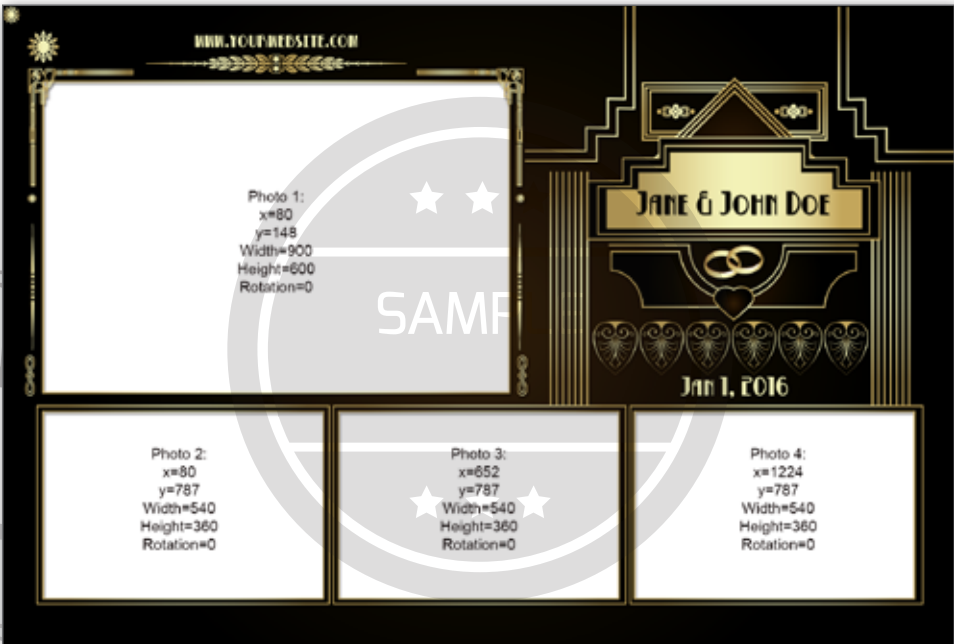 WWW.YOURWEBSITE.COM
Photo 1:
x=80
y=148
Width=900
Height=600
Rotation=0
SAMP
JANE & JOHN DOE
JAN 1, 2016
Photo 2:
x=80
y=787
Width=540
Height=360
Rotation=0
Photo 3:
x=652
y=787
Width=540
Height=360
Rotation=0
Photo 4:
x=1224
y=787
Width=540
Height=360
Rotation=0